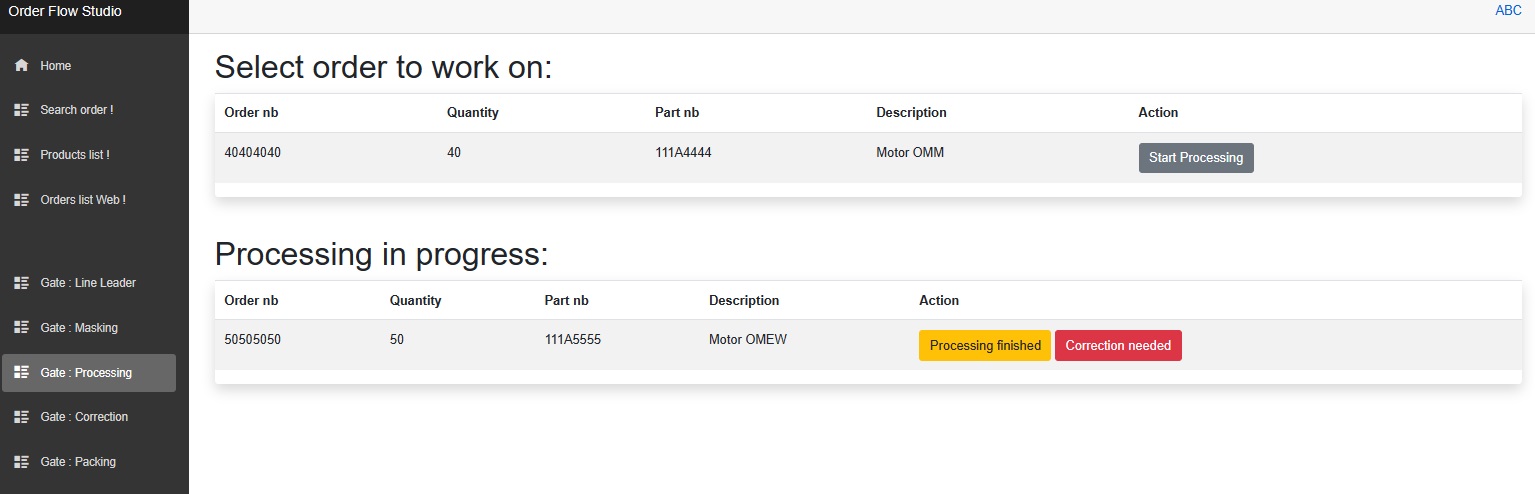 Order Flow Studio
ABC
Home
Search order !
Products list !
Orders list Web !
Gate : Line Leader
Gate : Masking
Gate : Processing
Gate : Correction
Gate : Packing
Select order to work on:
Order nb Quantity Part nb Description Action
40404040 40 111A4444 Motor OMM Start Processing
Processing in progress:
Order nb Quantity Part nb Description Action
50505050 50 111A5555 Motor OMEW Processing finished Correction needed